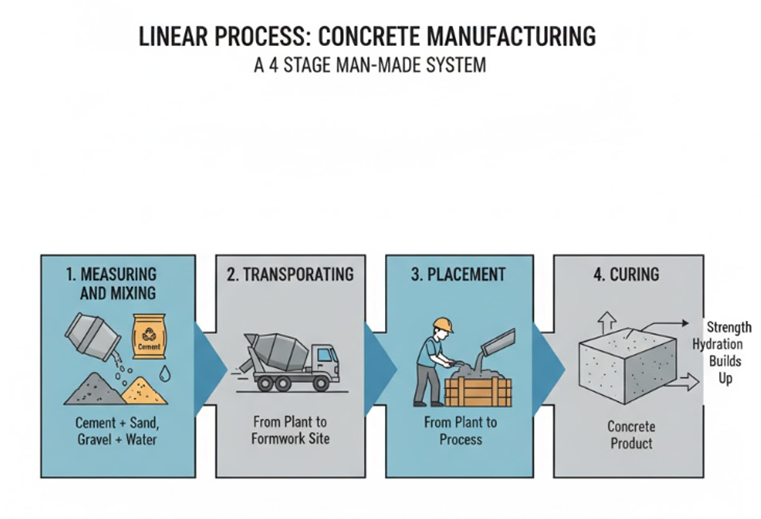 LINEAR PROCESS: CONCRETE MANUFACTURING
A 4 STAGE MAN-MADE SYSTEM
1. MEASURING
AND MIXING
Cement
Cement + Sand,
Gravel + Water
2. TRANSPORATING
From Plant to
Formwork Site
3. PLACEMENT
From Plant to
Process
4. CURING
Strength
Hydration
Builds
Up
Concrete
Product